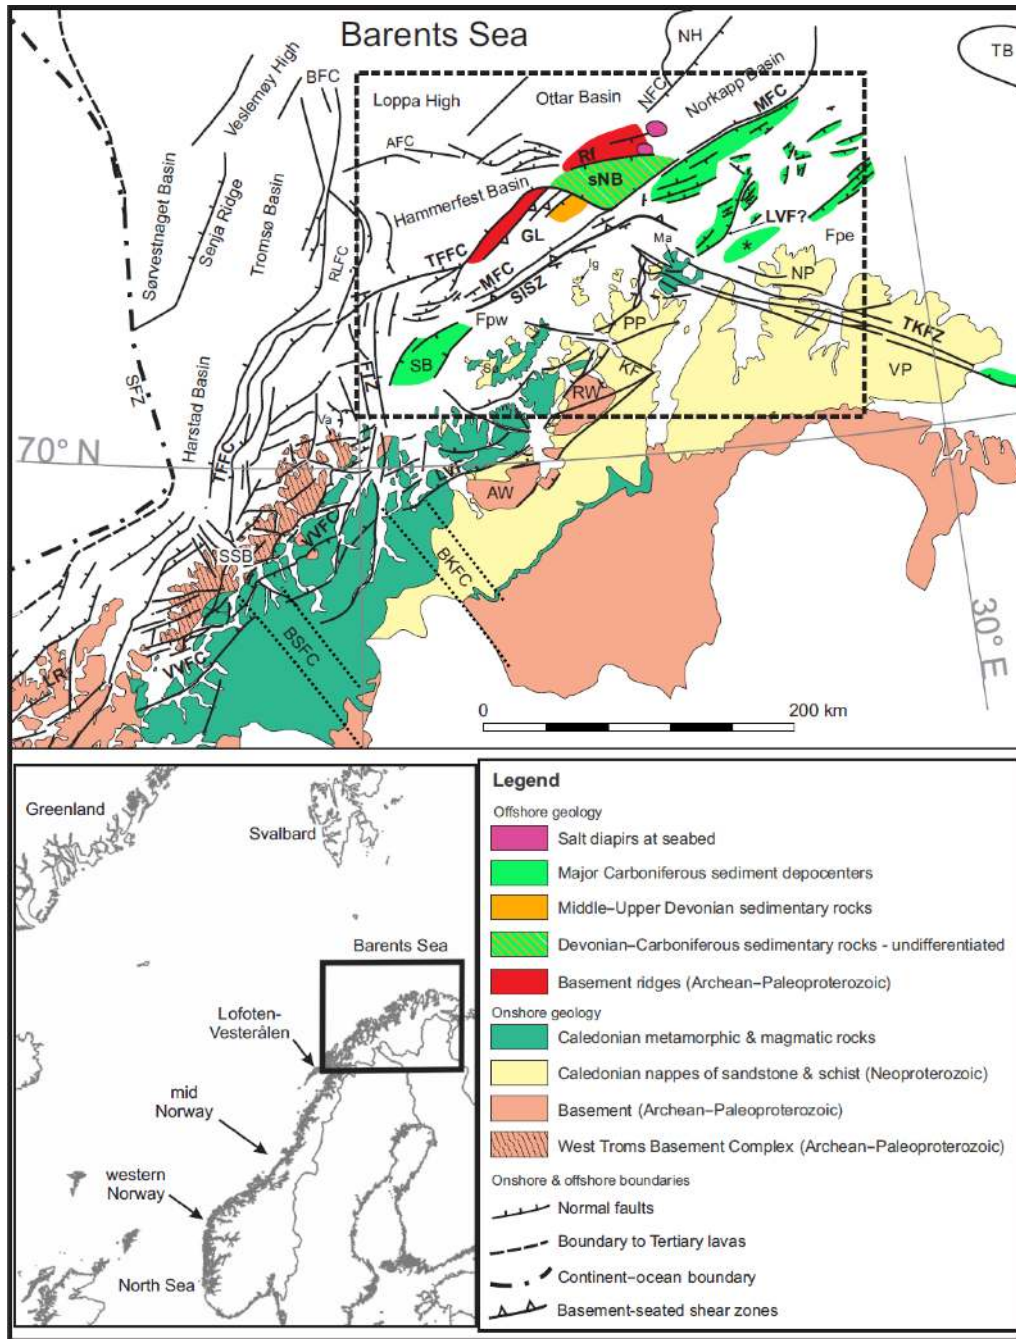 Barents Sea
NH
TB
Veslemøy High
BFC
Loppa High
Ottar Basin
NFC
Norkapp Basin
MFC
AFC
Rf
sNB
Sørvestnaget Basin
Senja Ridge
Tromsø Basin
RLFC
Hammerfest Basin
GL
LVF?
Fpe
*
TFFC
MFC
SISZ
Ig
Ma
NP
Fpw
PP
TKFZ
SB
Sø
KF
VP
RW
SFZ
Harstad Basin
FTZ
Va
70° N
TFFC
LVF
AW
VVFC
SSB
BKFC
BSFC
VVFC
LR
30° E
0
200 km
Greenland
Svalbard
Barents Sea
Lofoten-
Vesterålen
mid
Norway
western
Norway
North Sea
Legend
Offshore geology
Salt diapirs at seabed
Major Carboniferous sediment depocenters
Middle–Upper Devonian sedimentary rocks
Devonian–Carboniferous sedimentary rocks - undifferentiated
Basement ridges (Archean–Paleoproterozoic)
Onshore geology
Caledonian metamorphic & magmatic rocks
Caledonian nappes of sandstone & schist (Neoproterozoic)
Basement (Archean–Paleoproterozoic)
West Troms Basement Complex (Archean–Paleoproterozoic)
Onshore & offshore boundaries
Normal faults
Boundary to Tertiary lavas
Continent–ocean boundary
Basement-seated shear zones